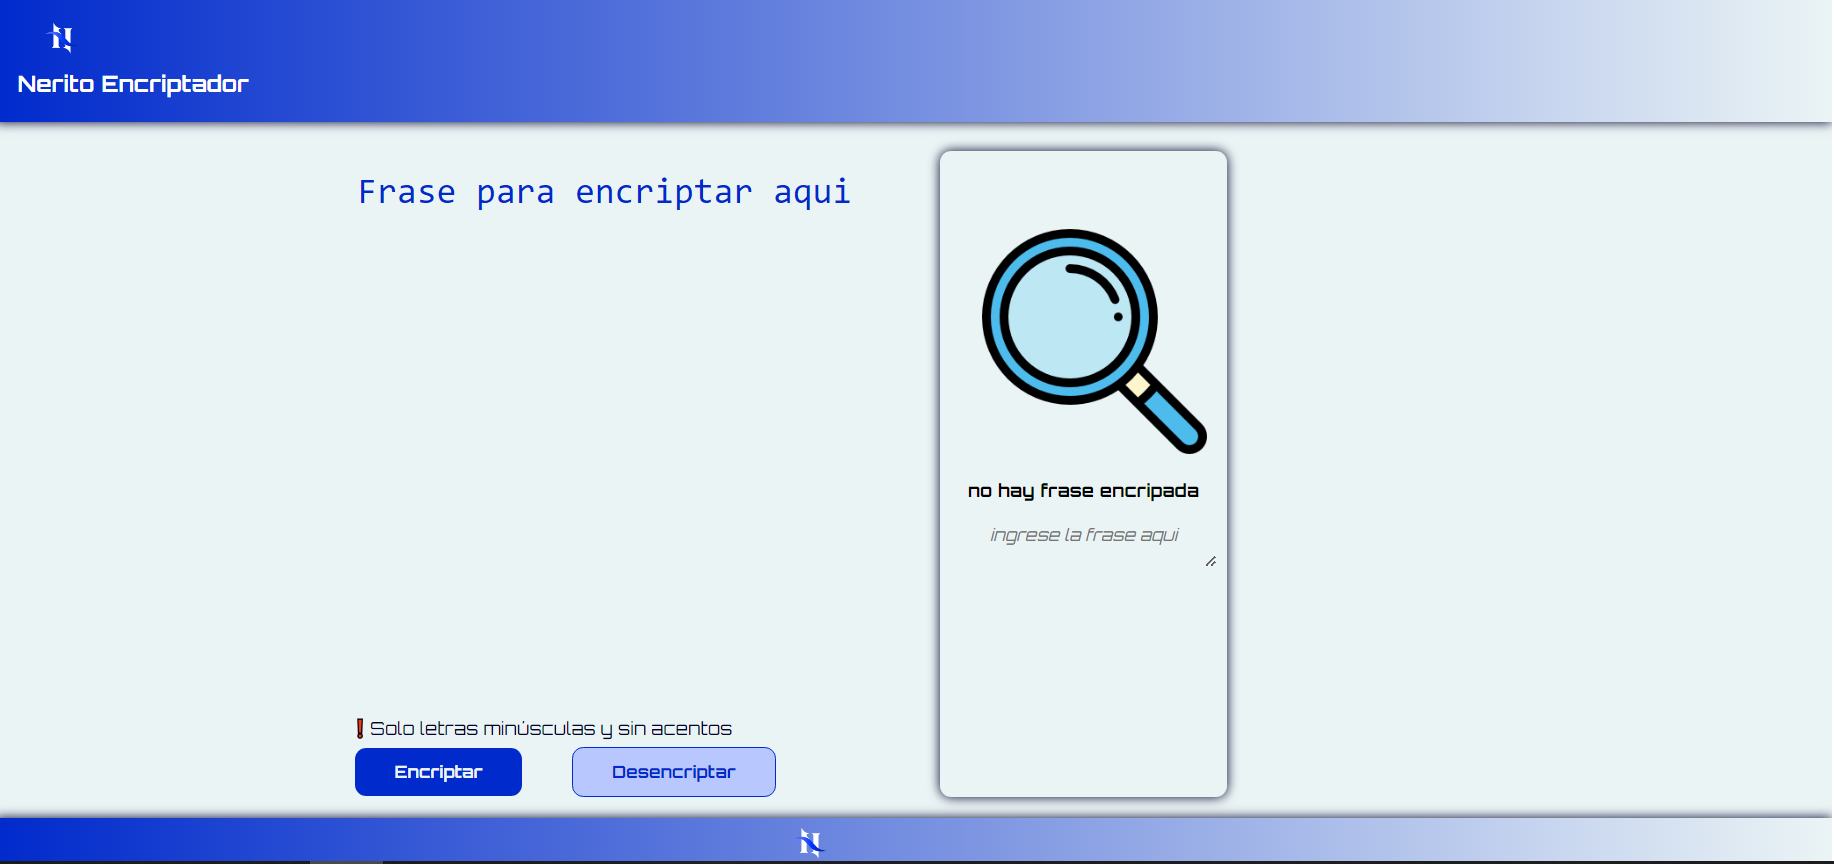 Nerito Encriptador
Frase para encriptar aqui
no hay frase encripada
ingrese la frase aqui
❗Solo letras minúsculas y sin acentos
Encriptar
Desencriptar